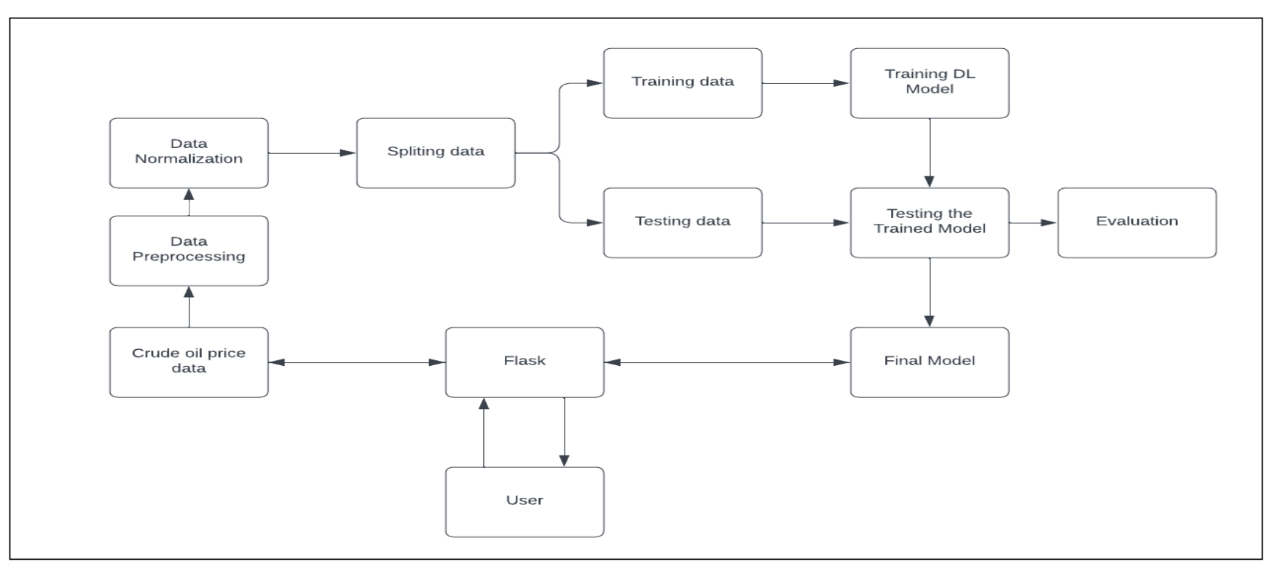 Training data
Training DL
Model
Data
Normalization
Spliting data
Testing data
Testing the
Trained Model
Evaluation
Data
Preprocessing
Crude oil price
data
Flask
Final Model
User